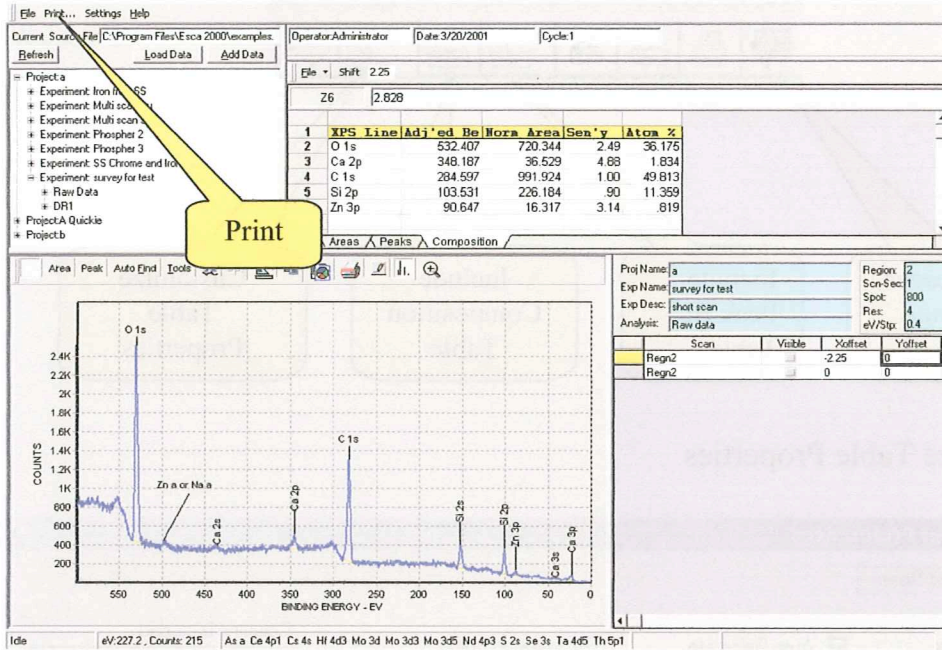 File Print... Settings Help
Current Source File C:\Program Files\Esca 2000\examples.
Operator:Administrator Date:3/20/2001 Cycle:1
Refresh Load Data Add Data
File Shift 2.25
Z6 2.828
Project:a
Experiment: Iron
Experiment: Multi
Experiment: Multi scan
Experiment: Phospher 2
Experiment: Phospher 3
Experiment: SS Chrome and
Experiment: survey for test
Raw Data
DR1
Project:A Quickie
Project:b
Print
1 XPS Line Adj'ed Be Norm Area Sen'y Atom %
2 O 1s 532.407 720.344 2.49 36.175
3 Ca 2p 348.187 36.529 4.88 1.834
4 C 1s 284.597 991.924 1.00 49.813
5 Si 2p 103.531 226.184 .90 11.359
Zn 3p 90.647 16.317 3.14 .819
Areas Peaks Composition
Area Peak Auto Find Tools
Proj Name: a
Exp Name: survey for test
Exp Desc: short scan
Analysis: Raw data
Region: 2
Scn-Sec: 1
Spot: 800
Res: 4
eV/Stp: 0.4
Scan Visible Xoffset Yoffset
Regn2 -2.25 0
Regn2 0 0
COUNTS
2.4K
2.2K
2K
1.8K
1.6K
1.4K
1.2K
1K
800
600
400
200
O 1s
Zn a or Na a
Ca 2s
Ca 2p
C 1s
Si 2s
Si 2p
Zn 3p
Ca 3s
Ca 3p
550 500 450 400 350 300 250 200 150 100 50 0
BINDING ENERGY - EV
Idle eV:227.2 , Counts: 215 As a Ce 4p1 Cs 4s Hf 4d3 Mo 3d Mo 3d3 Mo 3d5 Nd 4p3 S 2s Se 3s Ta 4d5 Th 5p1